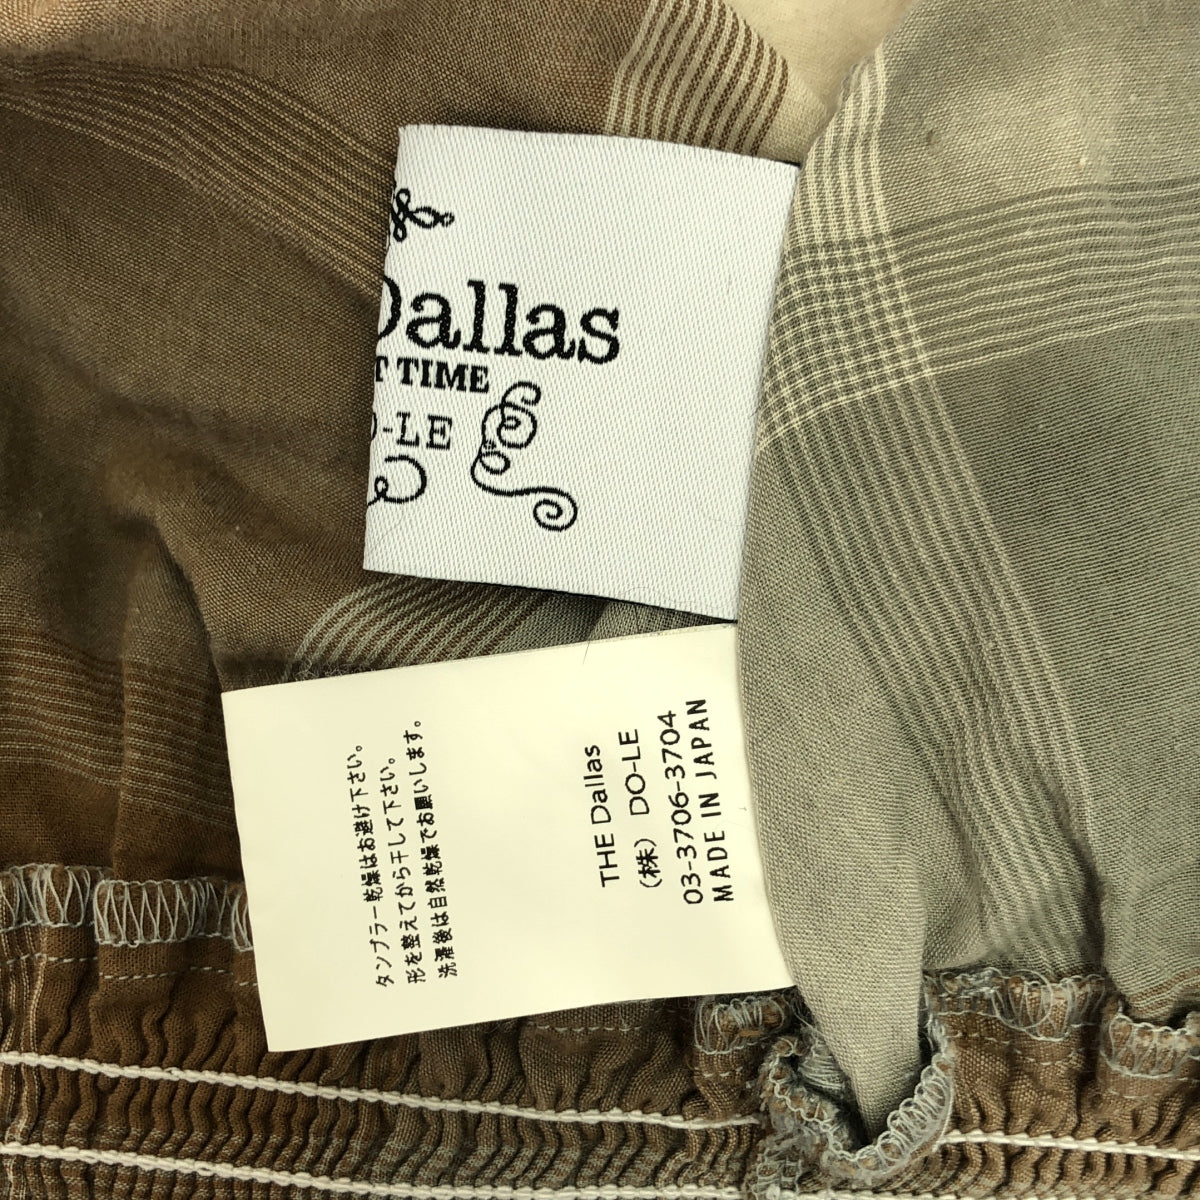 Dallas
T TIME
O-LE
タンブラー乾燥はお避け下さい。
形を整えてから干して下さい。
洗濯後は自然乾燥でお願いします。
THE Dallas
（株） DO-LE
03-3706-3704
MADE IN JAPAN